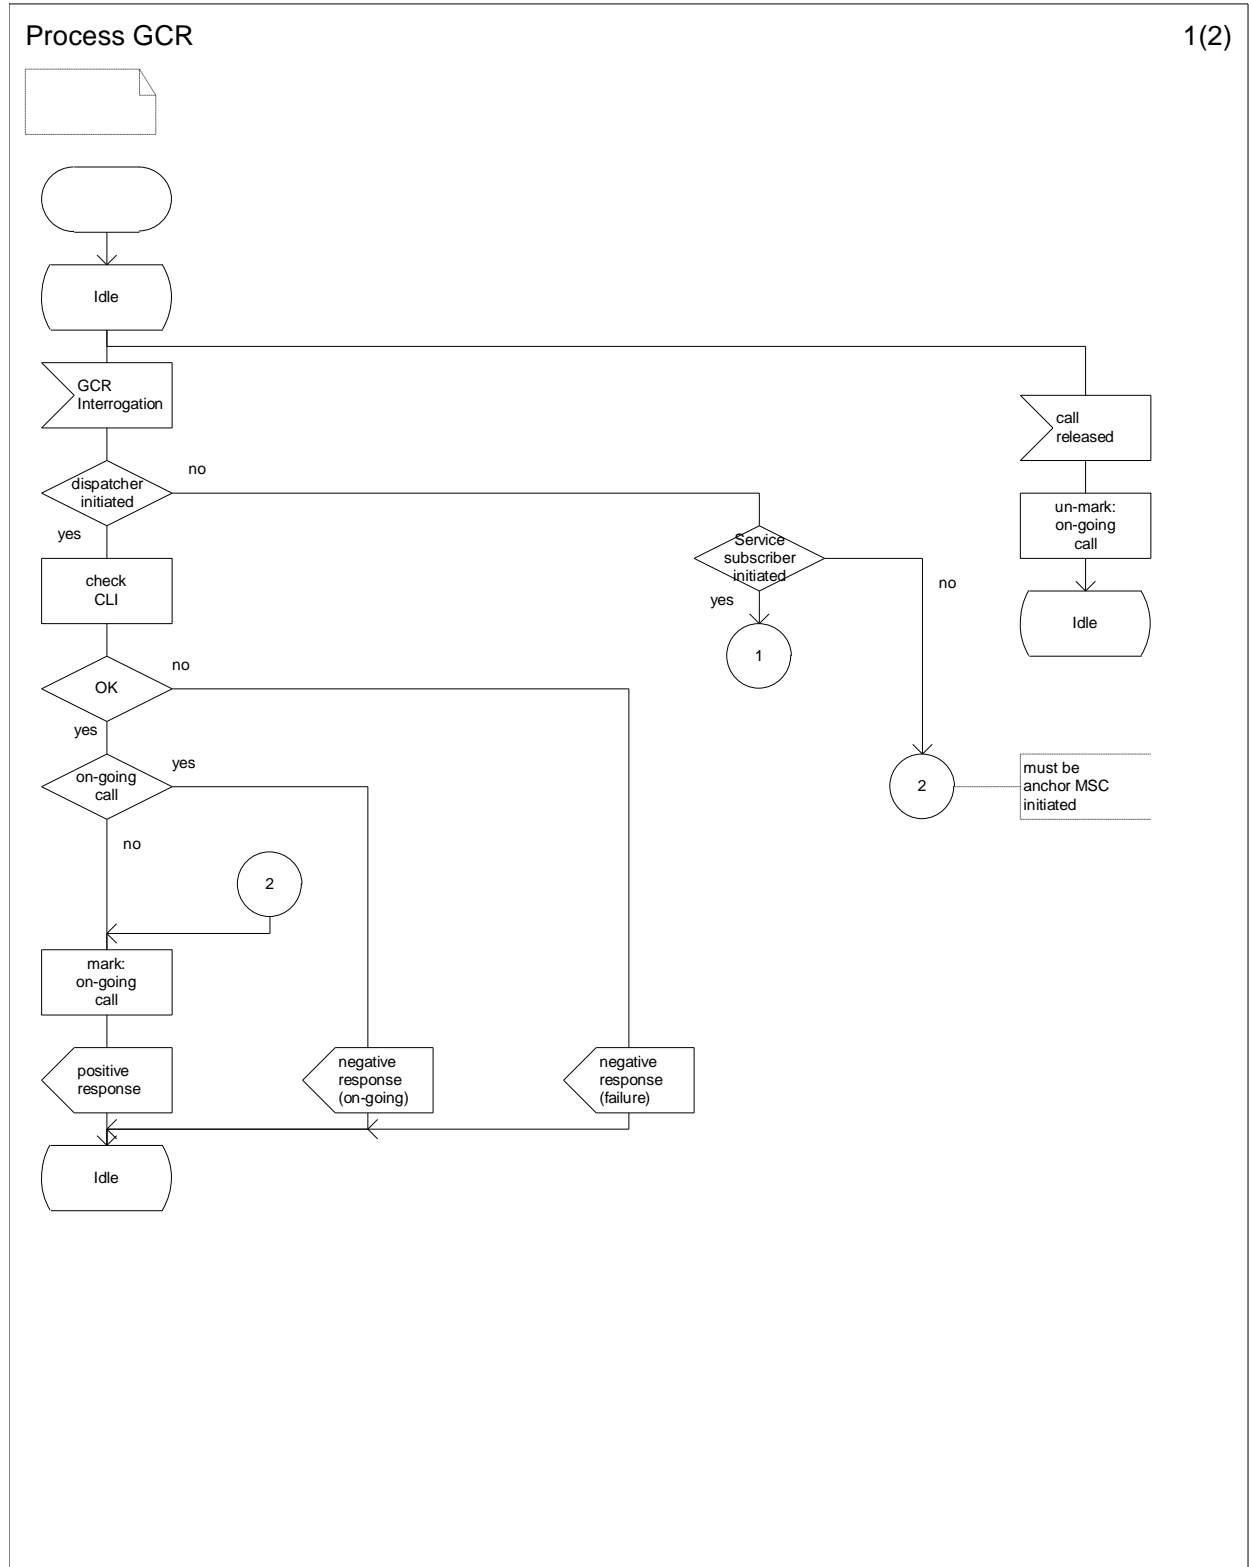 Process GCR
1(2)
Idle
GCR
Interrogation
call
released
no
dispatcher
initiated
yes
un-mark:
on-going
call
Service
subscriber
initiated
check
CLI
no
yes
Idle
1
no
OK
yes
yes
on-going
call
2
must be
anchor MSC
initiated
no
2
mark:
on-going
call
positive
response
negative
response
(on-going)
negative
response
(failure)
Idle